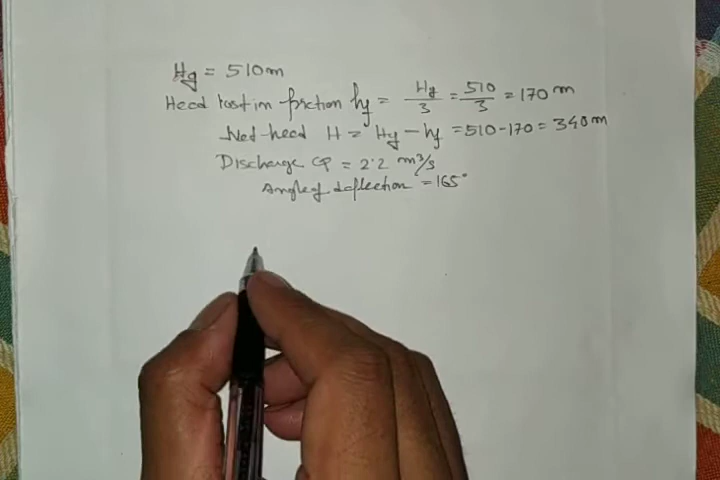 Hg = 510m
Head lost in friction hf = Hg/3 = 510/3 = 170 m
Net head H = Hg - hf = 510-170 = 340 m
Discharge Q = 2.2 m³/s
Angle of deflection = 165°